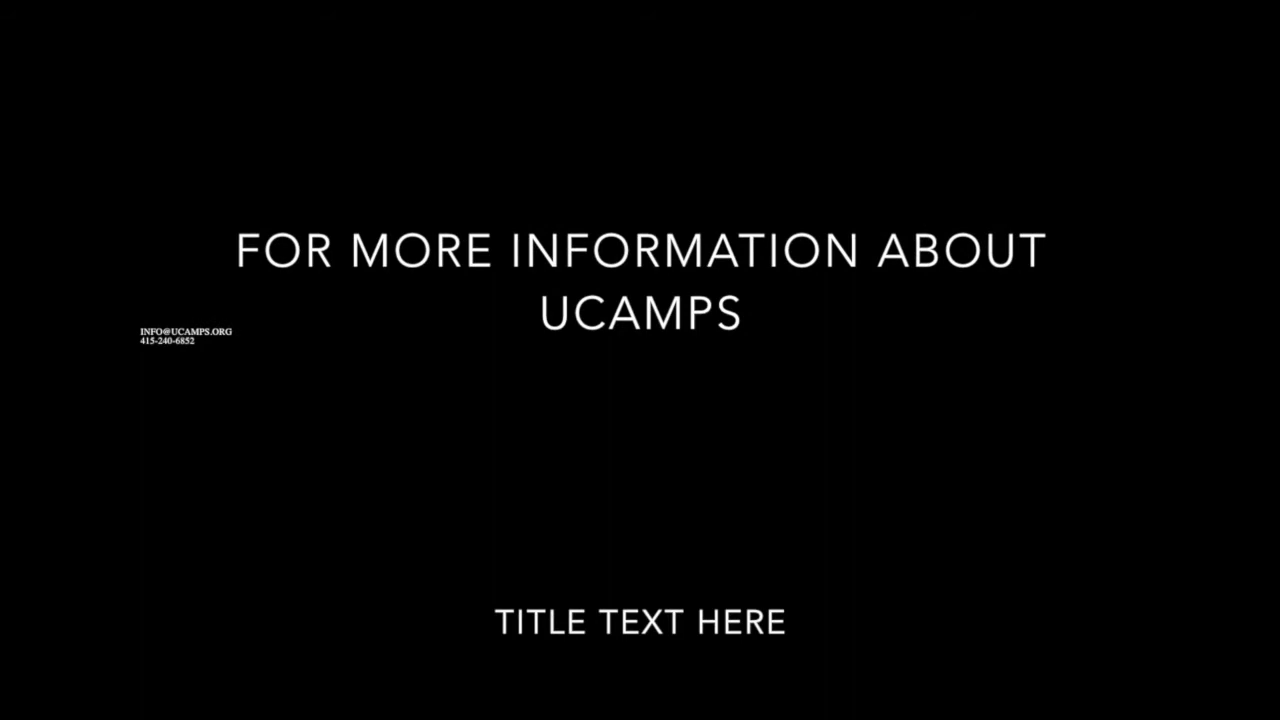 FOR MORE INFORMATION ABOUT
UCAMPS
INFO@UCAMPS.ORG
415-240-6852
TITLE TEXT HERE